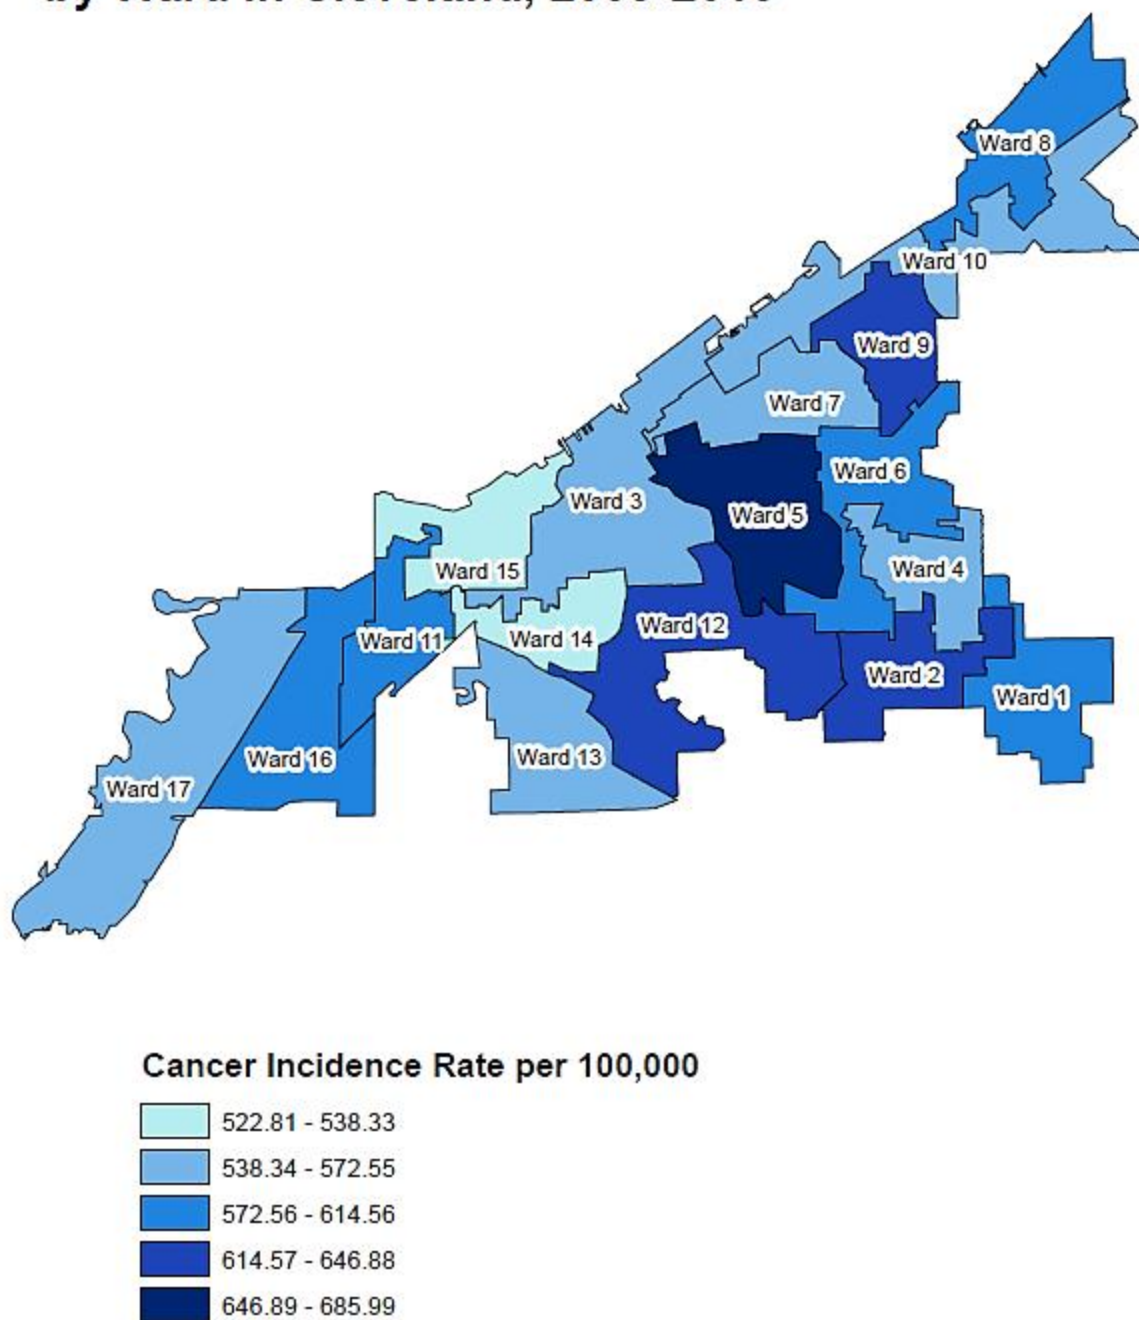 Ward 8
Ward 10
Ward 9
Ward 7
Ward 6
Ward 3
Ward 5
Ward 4
Ward 15
Ward 12
Ward 11
Ward 14
Ward 2
Ward 1
Ward 13
Ward 16
Ward 17
Cancer Incidence Rate per 100,000
522.81 - 538.33
538.34 - 572.55
572.56 - 614.56
614.57 - 646.88
646.89 - 685.99